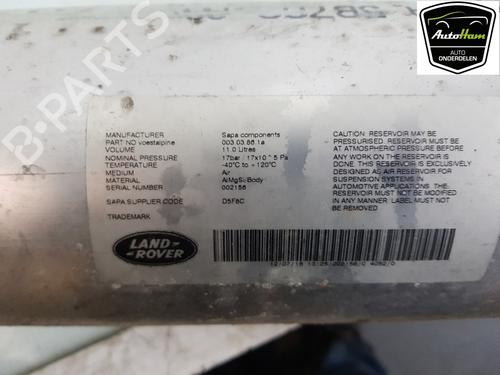 AutoHam
AUTO
ONDERDELEN
B-PARTS
MANUFACTURER Sapa components
PART NO voestalpine 003.03.86.1a
VOLUME 11.0 Litres
NOMINAL PRESSURE 17bar / 17x10^5 Pa
TEMPERATURE -40°C to +120°C
MEDIUM Air
MATERIAL AlMgSi/Body
SERIAL NUMBER 002156
SAPA SUPPLIER CODE D5F8C
TRADEMARK
LAND-
ROVER
CAUTION: RESERVOIR MAY BE
PRESSURISED. RESERVOIR MUST BE
AT ATMOSPHERIC PRESSURE BEFORE
ANY WORK ON THE RESERVOIR IS
DONE. THIS RESERVOIR IS EXCLUSIVELY
DESIGNED AS AIR RESERVOIR FOR
SUSPENSION SYSTEMS IN
AUTOMOTIVE APPLICATIONS. THE
RESERVOIR MUST NOT BE MODIFIED
IN ANY MANNER. LABEL MUST NOT
BE REMOVED